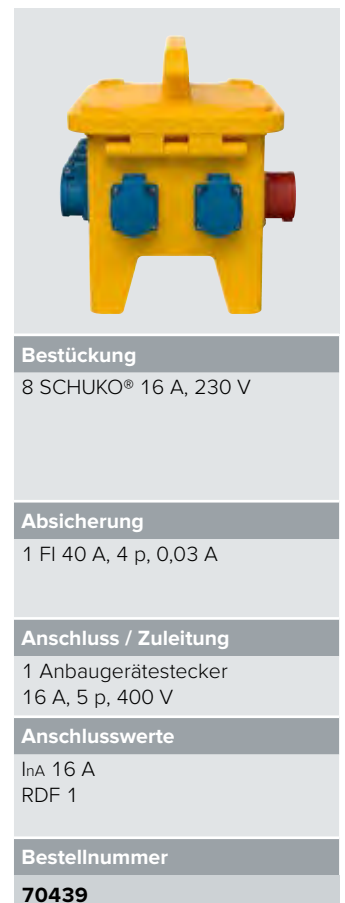 Bestückung
8 SCHUKO® 16 A, 230 V
Absicherung
1 FI 40 A, 4 p, 0,03 A
Anschluss / Zuleitung
1 Anbaugerätestecker
16 A, 5 p, 400 V
Anschlusswerte
InA 16 A
RDF 1
Bestellnummer
70439